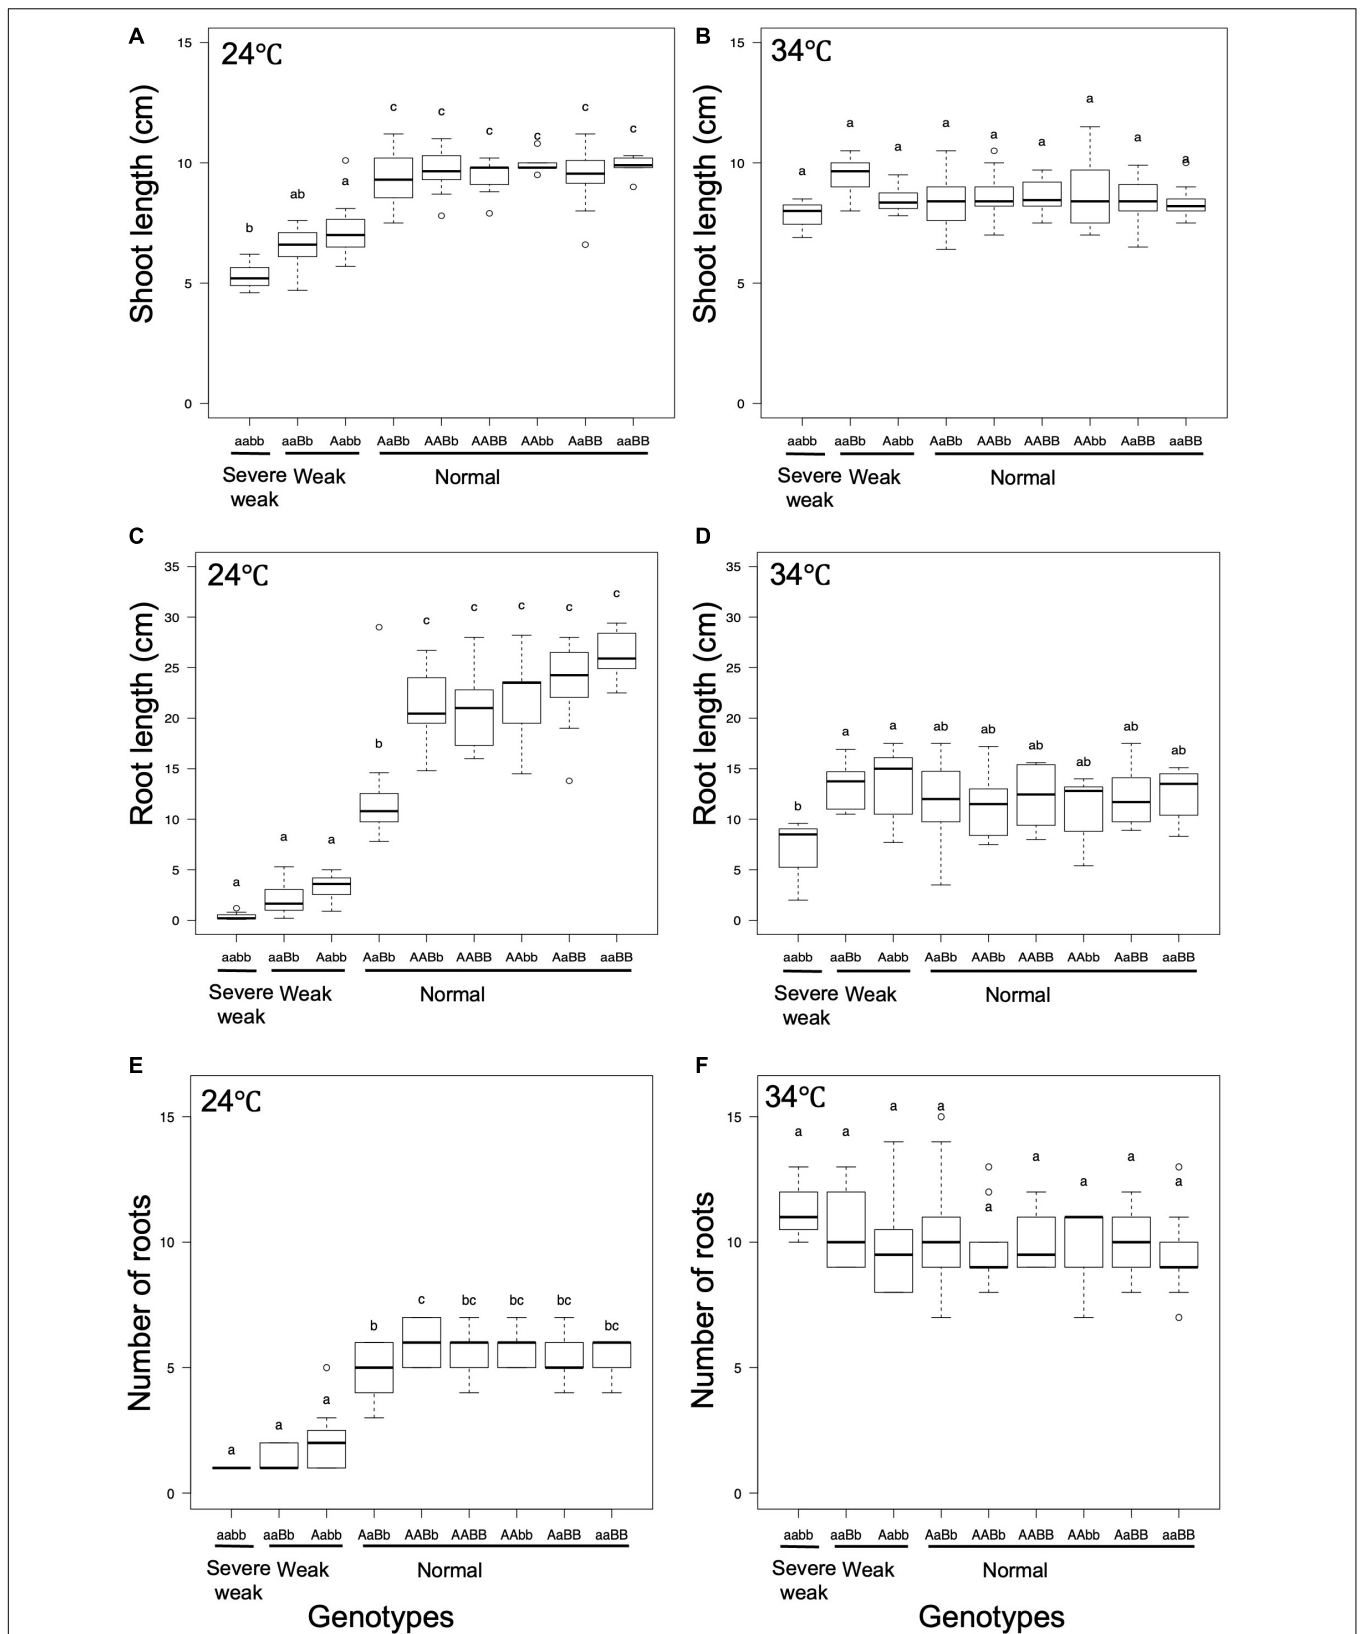 A
24℃
Shoot length (cm)
15
10
5
0
b
ab
a
c
c
c
c
c
c
aabb aaBb Aabb AaBb AABb AABB AAbb AaBB aaBB
Severe Weak Normal
weak
B
34℃
Shoot length (cm)
15
10
5
0
a
a
a
a
a
a
a
a
a
aabb aaBb Aabb AaBb AABb AABB AAbb AaBB aaBB
Severe Weak Normal
weak
C
24℃
Root length (cm)
35
30
25
20
15
10
5
0
a
a
a
b
c
c
c
c
c
aabb aaBb Aabb AaBb AABb AABB AAbb AaBB aaBB
Severe Weak Normal
weak
D
34℃
Root length (cm)
35
30
25
20
15
10
5
0
b
a
a
ab
ab
ab
ab
ab
ab
aabb aaBb Aabb AaBb AABb AABB AAbb AaBB aaBB
Severe Weak Normal
weak
E
24℃
Number of roots
15
10
5
0
a
a
a
b
c
bc
bc
bc
bc
aabb aaBb Aabb AaBb AABb AABB AAbb AaBB aaBB
Severe Weak Normal
weak
Genotypes
F
34℃
Number of roots
15
10
5
0
a
a
a
a
a
a
a
a
a
aabb aaBb Aabb AaBb AABb AABB AAbb AaBB aaBB
Severe Weak Normal
weak
Genotypes